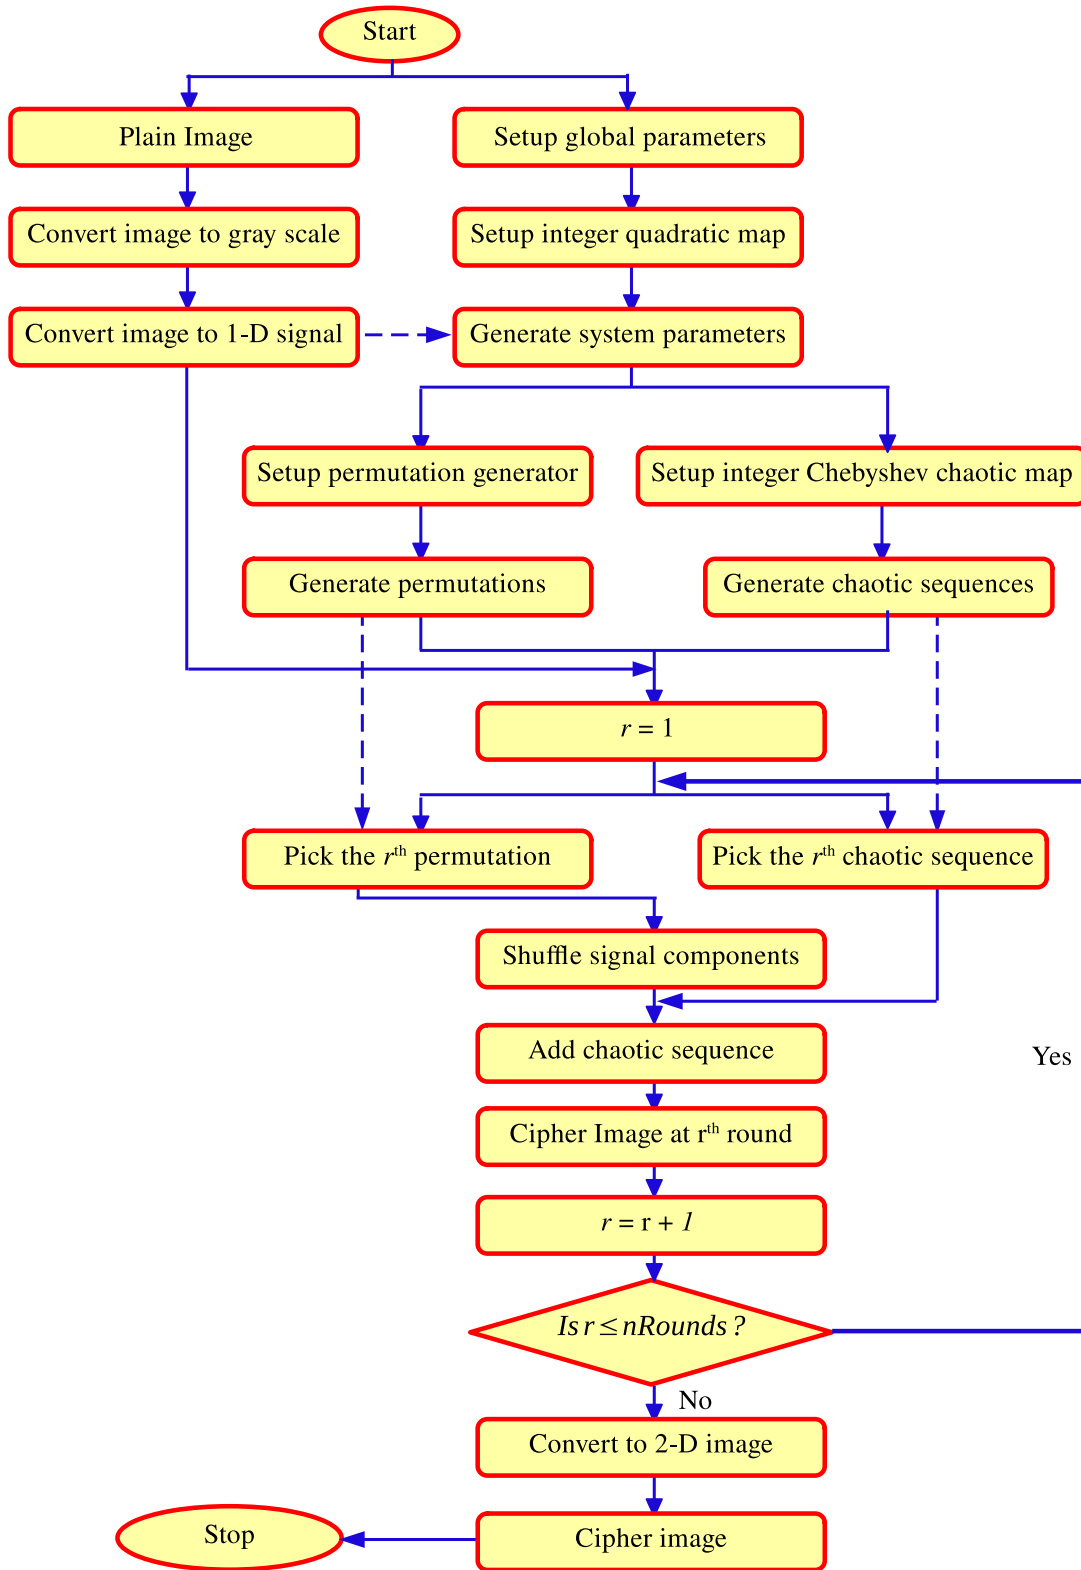 Start
Plain Image
Setup global parameters
Convert image to gray scale
Setup integer quadratic map
Convert image to 1-D signal
Generate system parameters
Setup permutation generator
Setup integer Chebyshev chaotic map
Generate permutations
Generate chaotic sequences
r = 1
Pick the rth permutation
Pick the rth chaotic sequence
Shuffle signal components
Add chaotic sequence
Yes
Cipher Image at rth round
r = r + 1
Is r ≤ nRounds ?
No
Convert to 2-D image
Stop
Cipher image